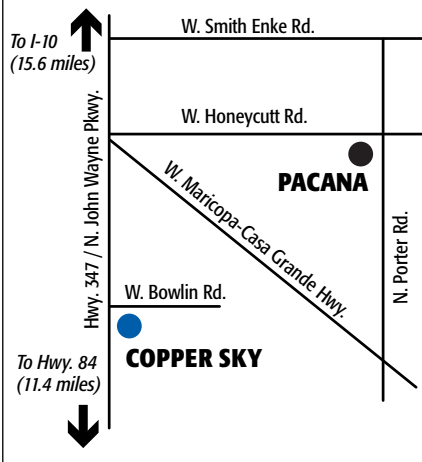 W. Smith Enke Rd.
To I-10
(15.6 miles)
W. Honeycutt Rd.
PACANA
W. Maricopa-Casa Grande Hwy.
Hwy. 347 / N. John Wayne Pkwy.
N. Porter Rd.
W. Bowlin Rd.
COPPER SKY
To Hwy. 84
(11.4 miles)